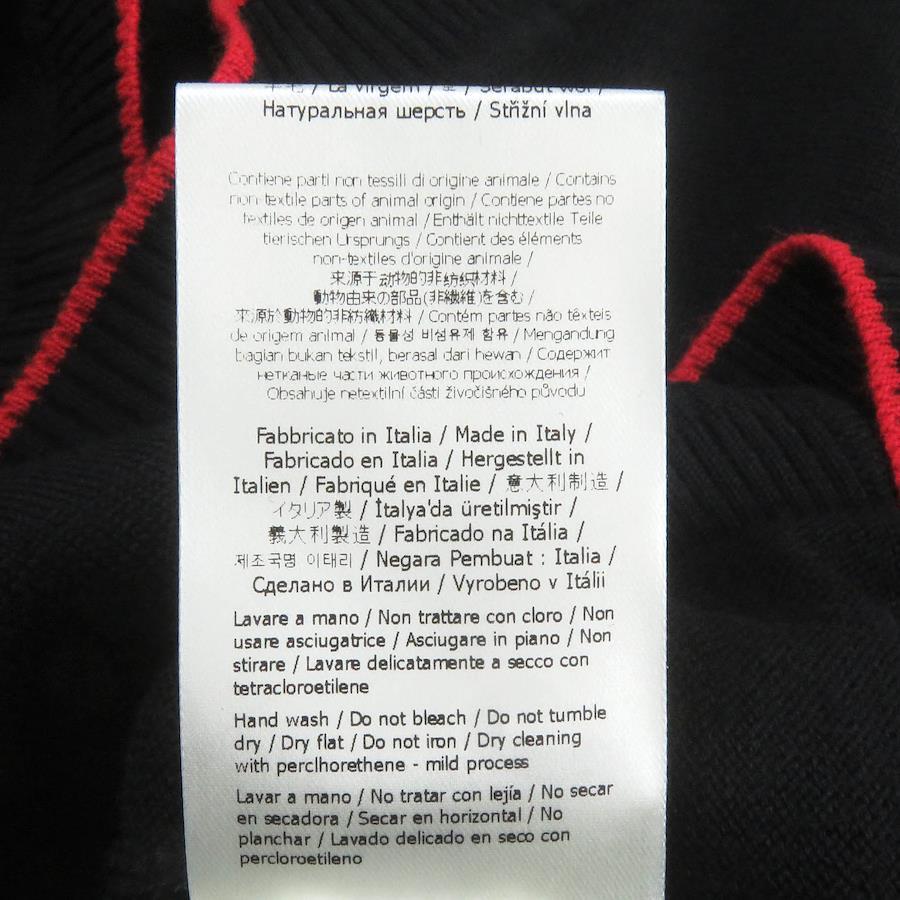 / La virgem / / Serabut wol /
Натуральная шерсть / Střižní vlna
Contiene parti non tessili di origine animale / Contains
non-textile parts of animal origin / Contiene partes no
textiles de origen animal / Enthält nichttextile Teile
tierischen Ursprungs / Contient des éléments
non-textiles d'origine animale /
来源于动物的非纺织材料 /
動物由来の部品(非繊維)を含む /
來源於動物的非紡織材料 / Contém partes não têxteis
de origem animal / 동물성 비섬유제 함유 / Mengandung
bagian bukan tekstil, berasal dari hewan / Содержит
нетканые части животного происхождения /
Obsahuje netextilní části živočišného původu
Fabbricato in Italia / Made in Italy /
Fabricado en Italia / Hergestellt in
Italien / Fabriqué en Italie / 意大利制造 /
イタリア製 / İtalya'da üretilmiştir /
義大利製造 / Fabricado na Itália /
제조국명 이태리 / Negara Pembuat : Italia /
Сделано в Италии / Vyrobeno v Itálii
Lavare a mano / Non trattare con cloro / Non
usare asciugatrice / Asciugare in piano / Non
stirare / Lavare delicatamente a secco con
tetracloroetilene
Hand wash / Do not bleach / Do not tumble
dry / Dry flat / Do not iron / Dry cleaning
with perclhorethene - mild process
Lavar a mano / No tratar con lejía / No secar
en secadora / Secar en horizontal / No
planchar / Lavado delicado en seco con
percloroetileno